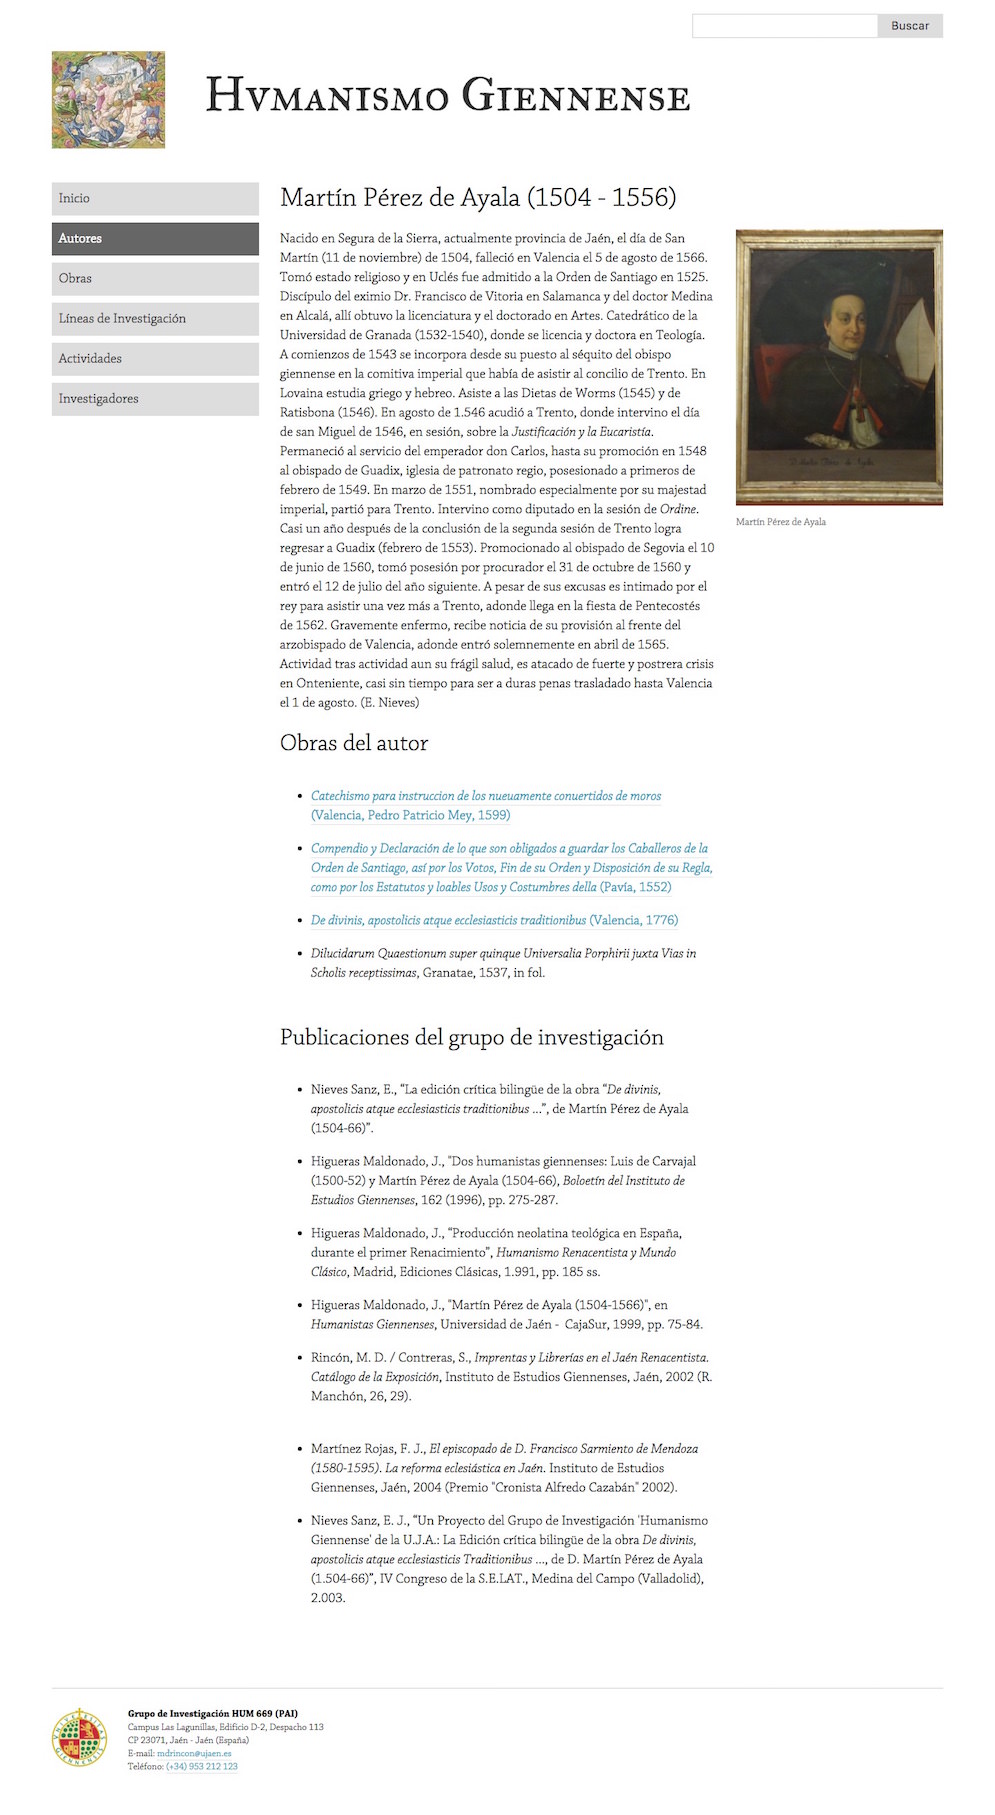 Buscar
Hvmanismo Giennense
Inicio
Autores
Obras
Líneas de Investigación
Actividades
Investigadores
Martín Pérez de Ayala (1504 - 1556)
Nacido en Segura de la Sierra, actualmente provincia de Jaén, el día de San
Martín (11 de noviembre) de 1504, falleció en Valencia el 5 de agosto de 1566.
Tomó estado religioso y en Uclés fue admitido a la Orden de Santiago en 1525.
Discípulo del eximio Dr. Francisco de Vitoria en Salamanca y del doctor Medina
en Alcalá, allí obtuvo la licenciatura y el doctorado en Artes. Catedrático de la
Universidad de Granada (1532-1540), donde se licencia y doctora en Teología.
A comienzos de 1543 se incorpora desde su puesto al séquito del obispo
giennense en la comitiva imperial que había de asistir al concilio de Trento. En
Lovaina estudia griego y hebreo. Asiste a las Dietas de Worms (1545) y de
Ratisbona (1546). En agosto de 1.546 acudió a Trento, donde intervino el día
de san Miguel de 1546, en sesión, sobre la Justificación y la Eucaristía.
Permaneció al servicio del emperador don Carlos, hasta su promoción en 1548
al obispado de Guadix, iglesia de patronato regio, posesionado a primeros de
febrero de 1549. En marzo de 1551, nombrado especialmente por su majestad
imperial, partió para Trento. Intervino como diputado en la sesión de Ordine.
Casi un año después de la conclusión de la segunda sesión de Trento logra
regresar a Guadix (febrero de 1553). Promocionado al obispado de Segovia el 10
de junio de 1560, tomó posesión por procurador el 31 de octubre de 1560 y
entró el 12 de julio del año siguiente. A pesar de sus excusas es intimado por el
rey para asistir una vez más a Trento, adonde llega en la fiesta de Pentecostés
de 1562. Gravemente enfermo, recibe noticia de su provisión al frente del
arzobispado de Valencia, adonde entró solemnemente en abril de 1565.
Actividad tras actividad aun su frágil salud, es atacado de fuerte y postrera crisis
en Onteniente, casi sin tiempo para ser a duras penas trasladado hasta Valencia
el 1 de agosto. (E. Nieves)
Martín Pérez de Ayala
Obras del autor
Catechismo para instruccion de los nueuamente conuertidos de moros
(Valencia, Pedro Patricio Mey, 1599)
Compendio y Declaración de lo que son obligados a guardar los Caballeros de la
Orden de Santiago, así por los Votos, Fin de su Orden y Disposición de su Regla,
como por los Estatutos y loables Usos y Costumbres della (Pavía, 1552)
De divinis, apostolicis atque ecclesiasticis traditionibus (Valencia, 1776)
Dilucidarum Quaestionum super quinque Universalia Porphirii juxta Vias in
Scholis receptissimas, Granatae, 1537, in fol.
Publicaciones del grupo de investigación
Nieves Sanz, E., “La edición crítica bilingüe de la obra “De divinis,
apostolicis atque ecclesiasticis traditionibus ...”, de Martín Pérez de Ayala
(1504-66)”.
Higueras Maldonado, J., "Dos humanistas giennenses: Luis de Carvajal
(1500-52) y Martín Pérez de Ayala (1504-66), Boloetín del Instituto de
Estudios Giennenses, 162 (1996), pp. 275-287.
Higueras Maldonado, J., “Producción neolatina teológica en España,
durante el primer Renacimiento”, Humanismo Renacentista y Mundo
Clásico, Madrid, Ediciones Clásicas, 1.991, pp. 185 ss.
Higueras Maldonado, J., "Martín Pérez de Ayala (1504-1566)", en
Humanistas Giennenses, Universidad de Jaén - CajaSur, 1999, pp. 75-84.
Rincón, M. D. / Contreras, S., Imprentas y Librerías en el Jaén Renacentista.
Catálogo de la Exposición, Instituto de Estudios Giennenses, Jaén, 2002 (R.
Manchón, 26, 29).
Martínez Rojas, F. J., El episcopado de D. Francisco Sarmiento de Mendoza
(1580-1595). La reforma eclesiástica en Jaén. Instituto de Estudios
Giennenses, Jaén, 2004 (Premio "Cronista Alfredo Cazabán" 2002).
Nieves Sanz, E. J., “Un Proyecto del Grupo de Investigación 'Humanismo
Giennense' de la U.J.A.: La Edición crítica bilingüe de la obra De divinis,
apostolicis atque ecclesiasticis Traditionibus ..., de D. Martín Pérez de Ayala
(1.504-66)”, IV Congreso de la S.E.LAT., Medina del Campo (Valladolid),
2.003.
Grupo de Investigación HUM 669 (PAI)
Campus Las Lagunillas, Edificio D-2, Despacho 113
CP 23071, Jaén - Jaén (España)
E-mail: mdrincon@ujaen.es
Teléfono: (+34) 953 212 123